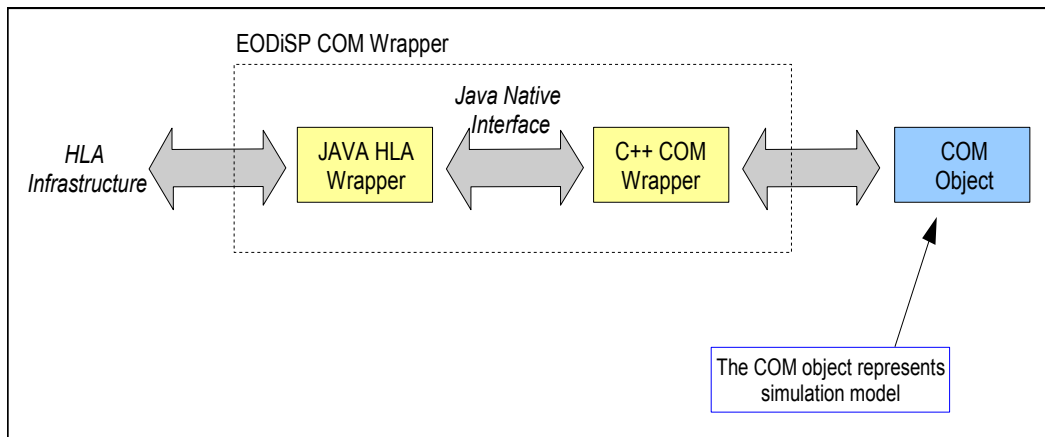 EODiSP COM Wrapper
Java Native
Interface
HLA
Infrastructure
JAVA HLA
Wrapper
C++ COM
Wrapper
COM
Object
The COM object represents
simulation model